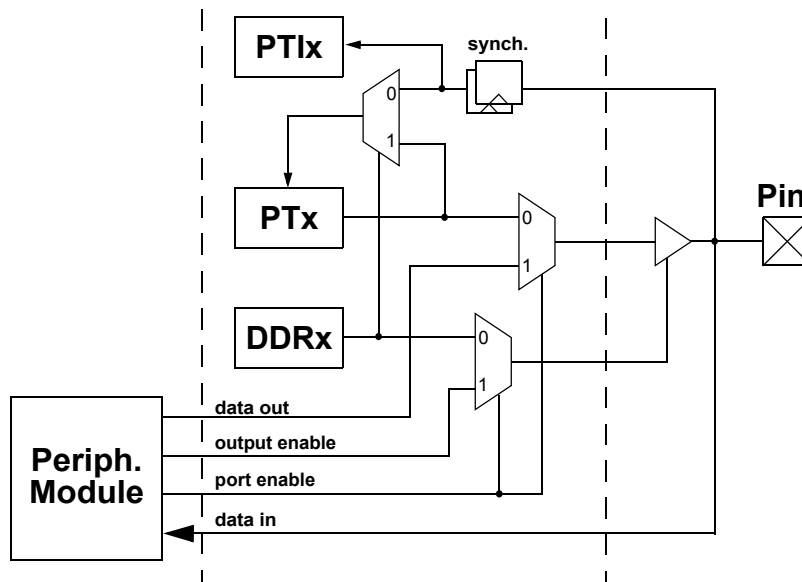 PTIx
synch.
0
1
PTx
Pin
0
1
DDRx
0
1
data out
Periph.
Module
output enable
port enable
data in